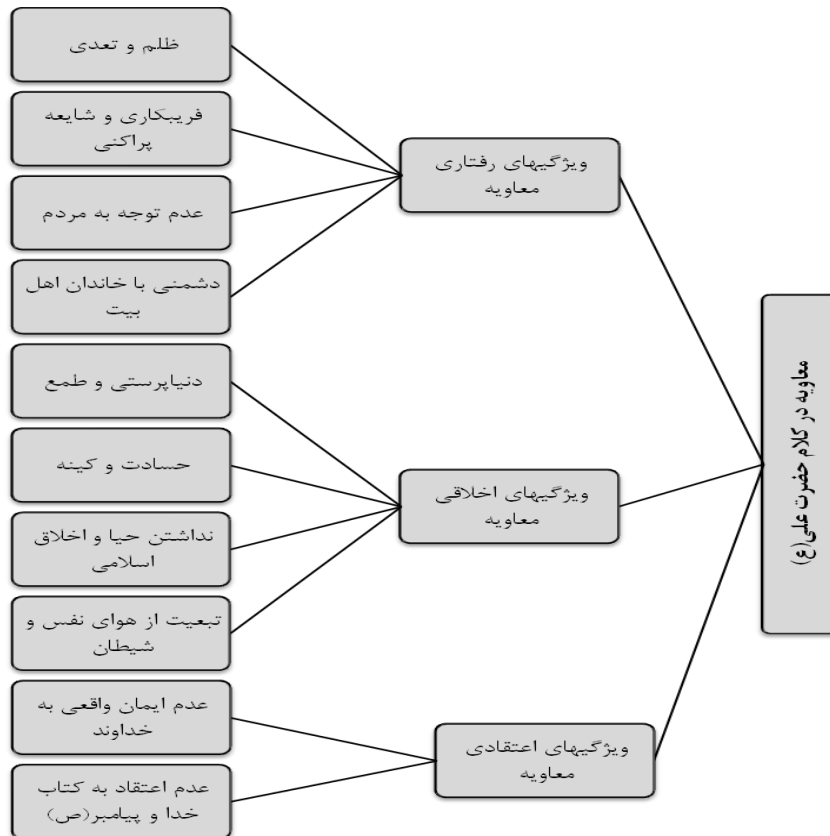 معاویه در کلام حضرت علی(ع)
ویژگیهای رفتاری
معاویه
ظلم و تعدی
فریبکاری و شایعه
پراکنی
عدم توجه به مردم
دشمنی با خاندان اهل
بیت
ویژگیهای اخلاقی
معاویه
دنیاپرستی و طمع
حسادت و کینه
نداشتن حیا و اخلاق
اسلامی
تبعیت از هوای نفس و
شیطان
ویژگیهای اعتقادی
معاویه
عدم ایمان واقعی به
خداوند
عدم اعتقاد به کتاب
خدا و پیامبر(ص)